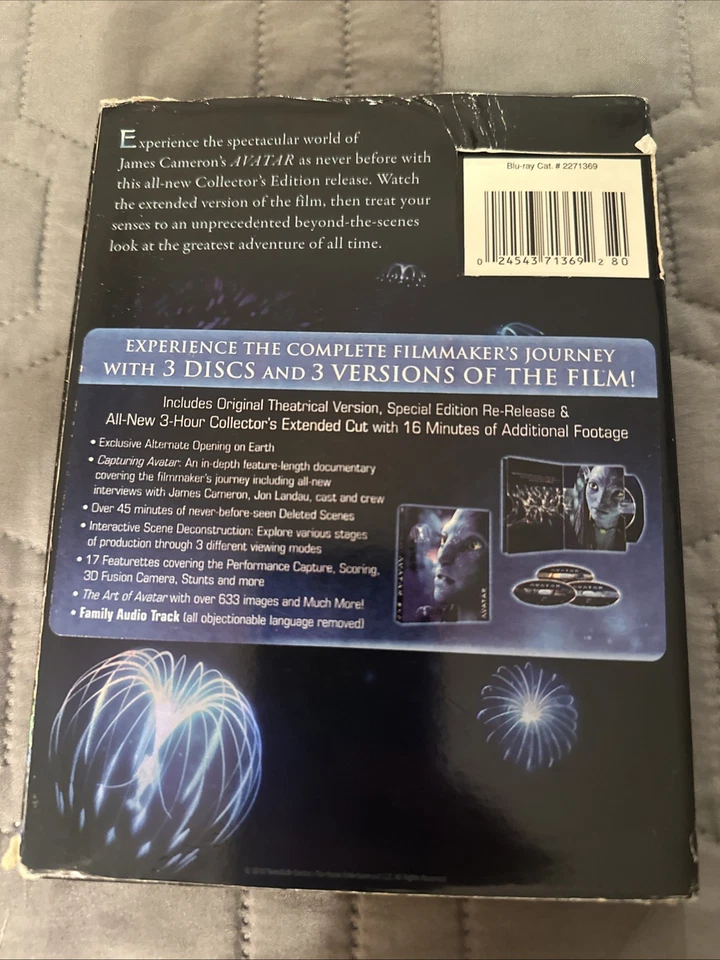 Experience the spectacular world of
James Cameron's AVATAR as never before with
this all-new Collector's Edition release. Watch
the extended version of the film, then treat your
senses to an unprecedented beyond-the-scenes
look at the greatest adventure of all time.
Blu-ray Cat. # 2271369
0 24543 71369 2 80
EXPERIENCE THE COMPLETE FILMMAKER'S JOURNEY
WITH 3 DISCS AND 3 VERSIONS OF THE FILM!
Includes Original Theatrical Version, Special Edition Re-Release &
All-New 3-Hour Collector's Extended Cut with 16 Minutes of Additional Footage
• Exclusive Alternate Opening on Earth
• Capturing Avatar: An in-depth feature-length documentary
covering the filmmaker's journey including all-new
interviews with James Cameron, Jon Landau, cast and crew
• Over 45 minutes of never-before-seen Deleted Scenes
• Interactive Scene Deconstruction: Explore various stages
of production through 3 different viewing modes
• 17 Featurettes covering the Performance Capture, Scoring,
3D Fusion Camera, Stunts and more
• The Art of Avatar with over 633 images and Much More!
• Family Audio Track (all objectionable language removed)
AVATAR
AVATAR